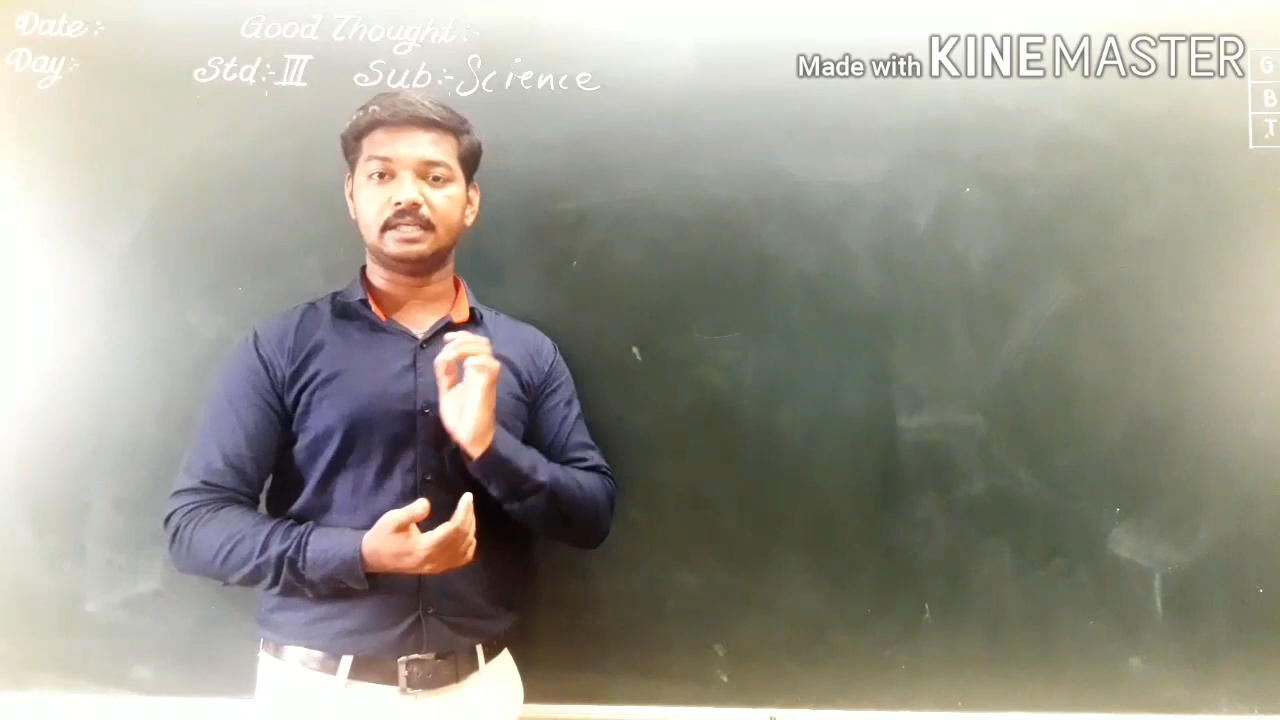 Date:- Good Thought:-
Day:- Std:- III Sub:- Science
Made with KINEMASTER
G
B
T